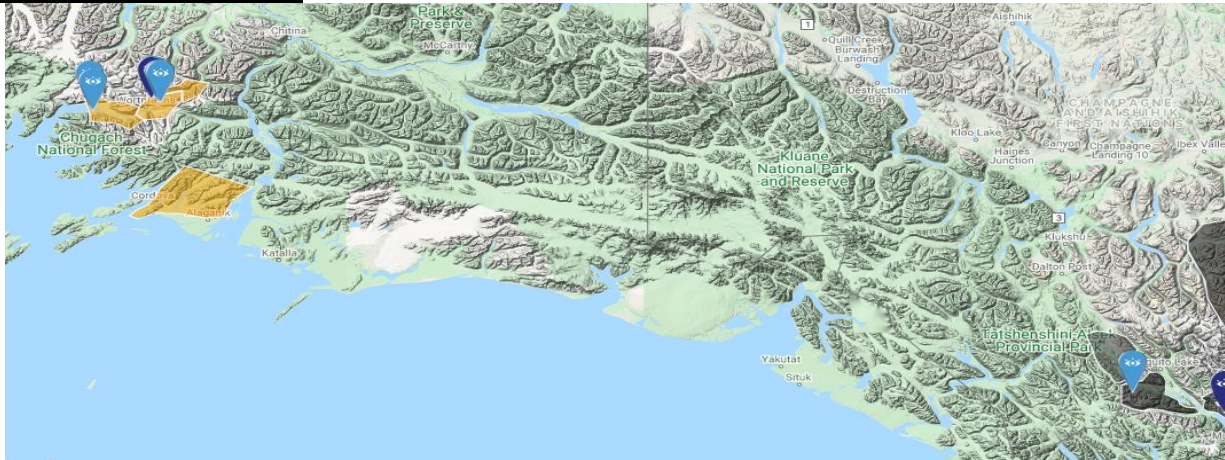 Park &
Preserve
McCarthy
Chitina
1
Aishihik
Quill Creek
Burwash
Landing
Destruction
Bay
CHAMPAGNE
AND AISHIHIK
FIRST NATIONS
Kloo Lake
Haines
Junction
Canyon
Champagne
Landing 10
Ibex Valley
Chugach
National Forest
Kluane
National Park
and Reserve
Cordova
Alaganik
Katalla
3
Klukshu
Dalton Post
Tatshenshini-Alsek
Provincial Park
Yakutat
Situk